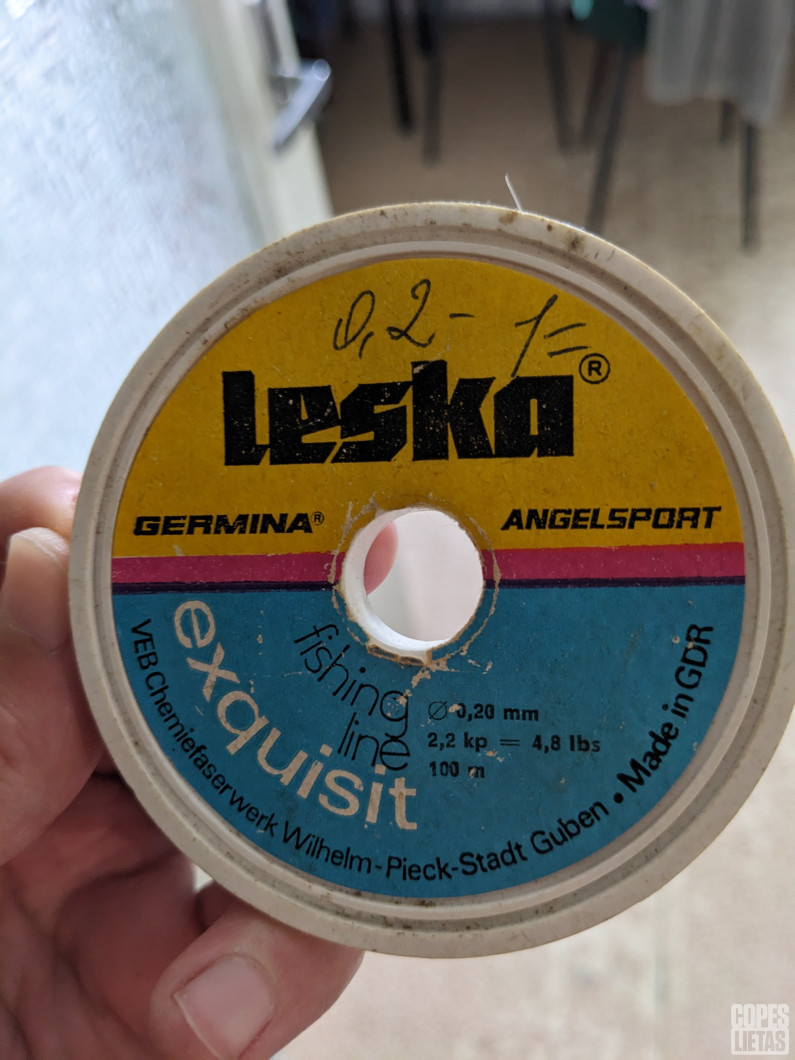 0,2- 1=
Leska®
GERMINA® ANGELSPORT
exquisit
fishing
line
Ø 0,20 mm
2,2 kp = 4,8 lbs
100 m
VEB Chemiefaserwerk Wilhelm-Pieck-Stadt Guben • Made in GDR
COPES
LIETAS